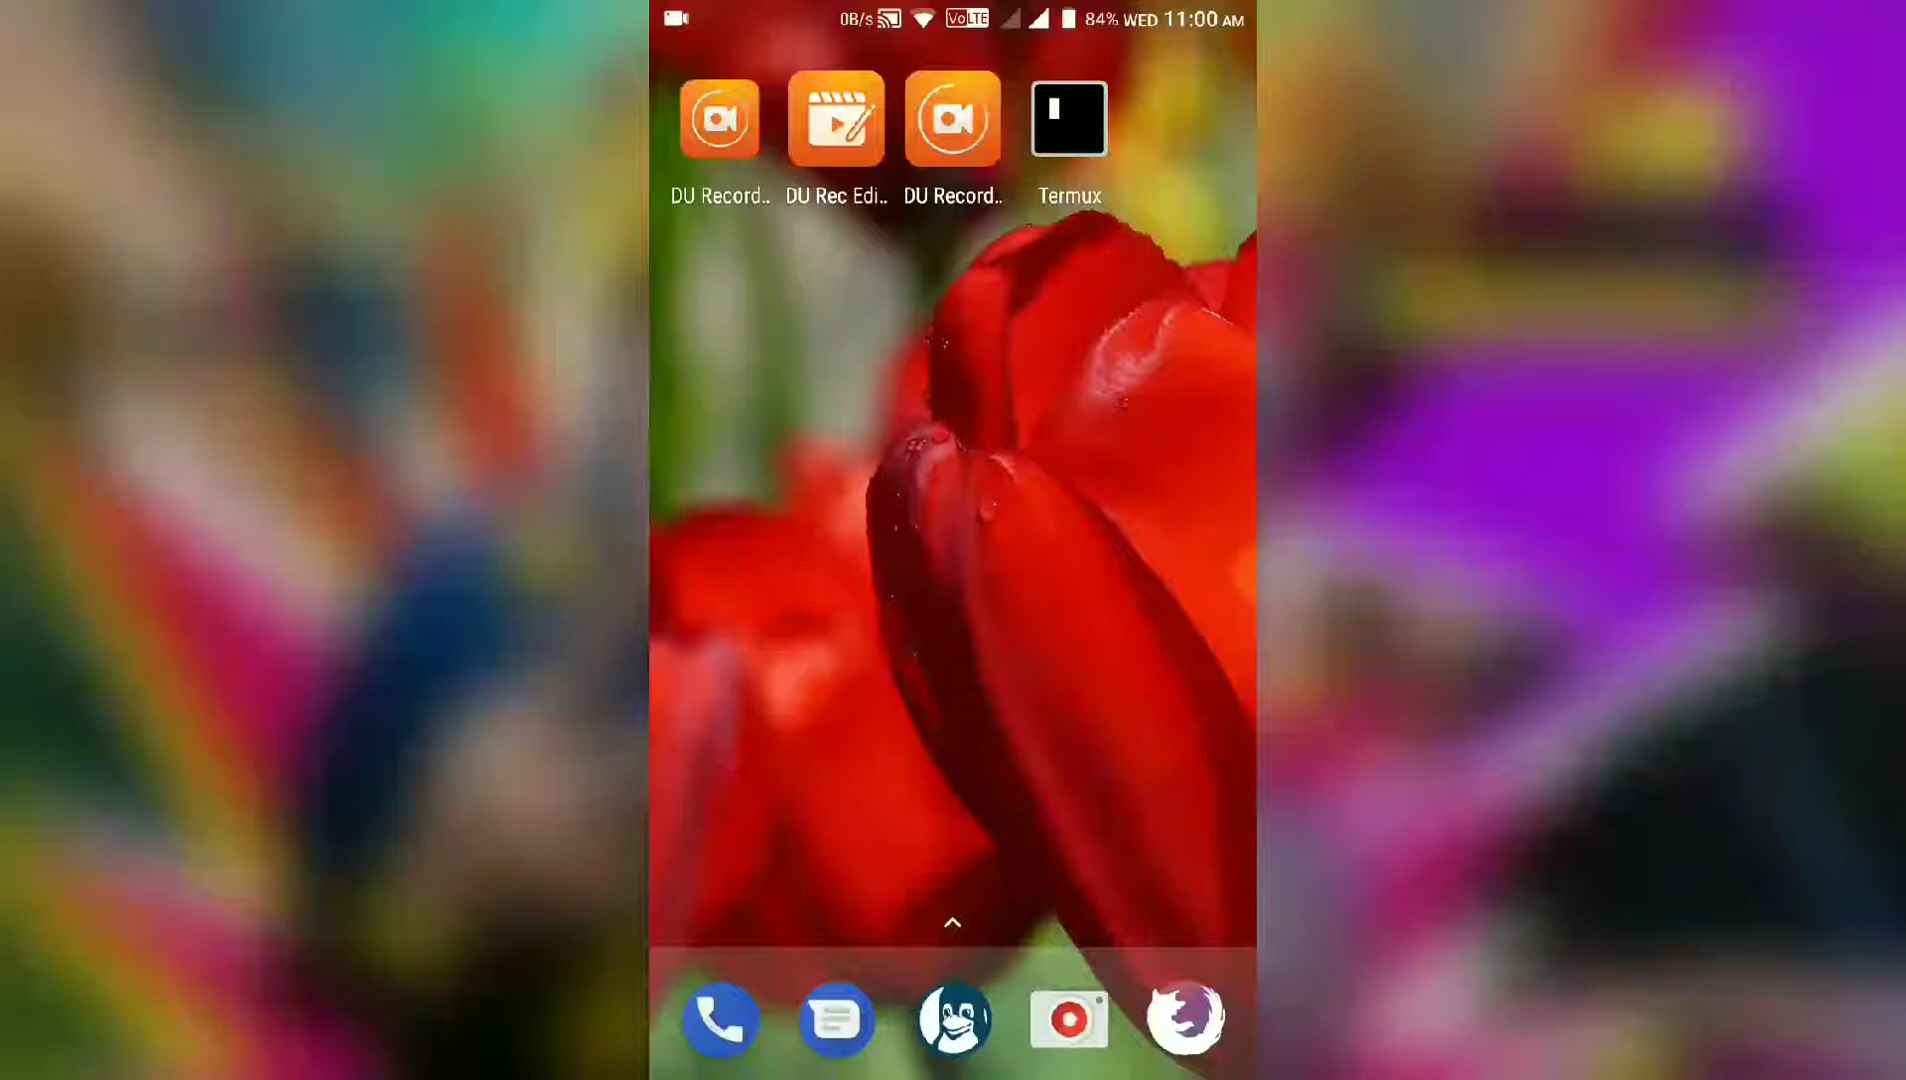 0B/s VoLTE 84% WED 11:00 AM
DU Record.. DU Rec Edi.. DU Record.. Termux